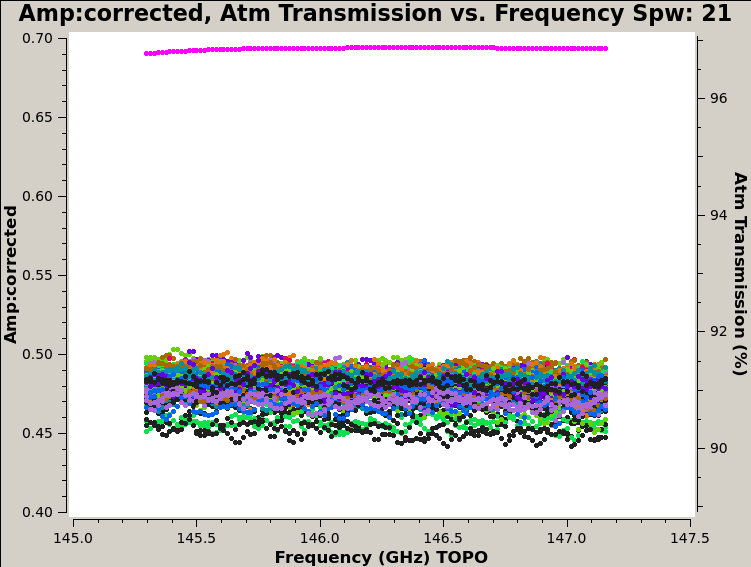 Amp:corrected, Atm Transmission vs. Frequency Spw: 21
0.70
0.65
0.60
0.55
0.50
0.45
0.40
Amp:corrected
96
94
92
90
Atm Transmission (%)
145.0 145.5 146.0 146.5 147.0 147.5
Frequency (GHz) TOPO